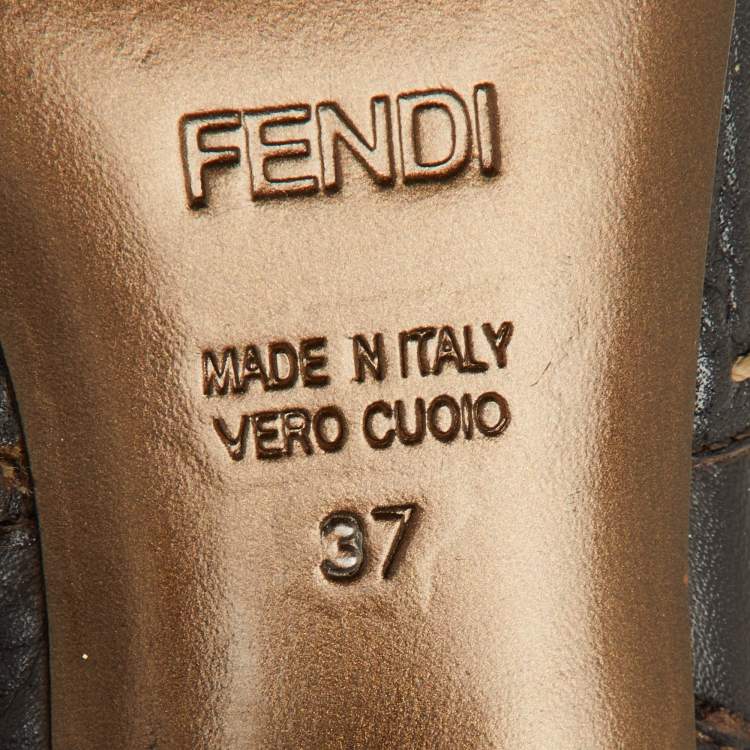 FENDI
MADE N ITALY
VERO CUOIO
37